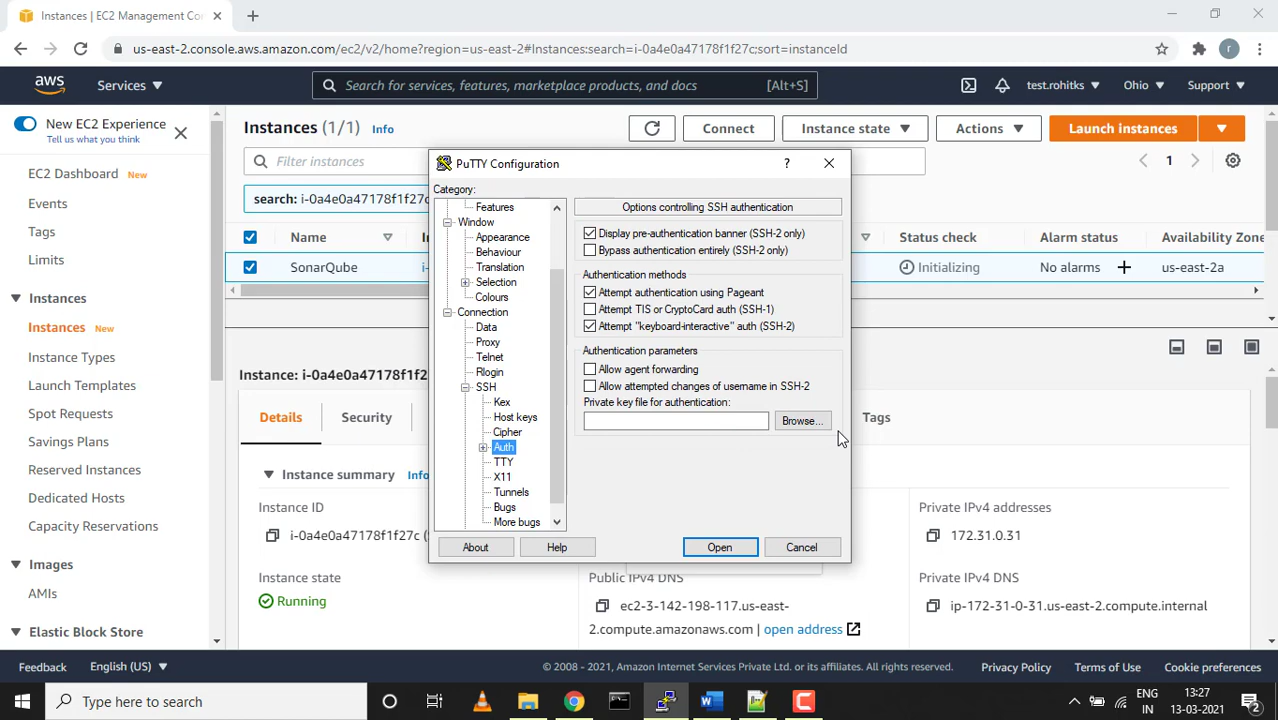 Instances | EC2 Management Con
us-east-2.console.aws.amazon.com/ec2/v2/home?region=us-east-2#Instances:search=i-0a4e0a47178f1f27c;sort=instanceId
r
aws
Services
Search for services, features, marketplace products, and docs
[Alt+S]
test.rohitks
Ohio
Support
New EC2 Experience
Tell us what you think
EC2 Dashboard New
Events
Tags
Limits
Instances
Instances New
Instance Types
Launch Templates
Spot Requests
Savings Plans
Reserved Instances
Dedicated Hosts
Capacity Reservations
Images
AMIs
Elastic Block Store
Instances (1/1) Info
Connect
Instance state
Actions
Launch instances
Filter instances
1
search: i-0a4e0a47178f1f27c
Name
Status check
Alarm status
Availability Zone
SonarQube
i-
Initializing
No alarms
us-east-2a
Instance: i-0a4e0a47178f1f27c
Details
Security
Tags
Instance summary Info
Instance ID
i-0a4e0a47178f1f27c
Private IPv4 addresses
172.31.0.31
Instance state
Running
Public IPv4 DNS
ec2-3-142-198-117.us-east-
2.compute.amazonaws.com | open address
Private IPv4 DNS
ip-172-31-0-31.us-east-2.compute.internal
PuTTY Configuration
?
Category:
Features
Window
Appearance
Behaviour
Translation
Selection
Colours
Connection
Data
Proxy
Telnet
Rlogin
SSH
Kex
Host keys
Cipher
Auth
TTY
X11
Tunnels
Bugs
More bugs
Options controlling SSH authentication
Display pre-authentication banner (SSH-2 only)
Bypass authentication entirely (SSH-2 only)
Authentication methods
Attempt authentication using Pageant
Attempt TIS or CryptoCard auth (SSH-1)
Attempt "keyboard-interactive" auth (SSH-2)
Authentication parameters
Allow agent forwarding
Allow attempted changes of username in SSH-2
Private key file for authentication:
Browse...
About
Help
Open
Cancel
Feedback
English (US)
© 2008 - 2021, Amazon Internet Services Private Ltd. or its affiliates. All rights reserved.
Privacy Policy
Terms of Use
Cookie preferences
Type here to search
ENG
IN
13:27
13-03-2021
2